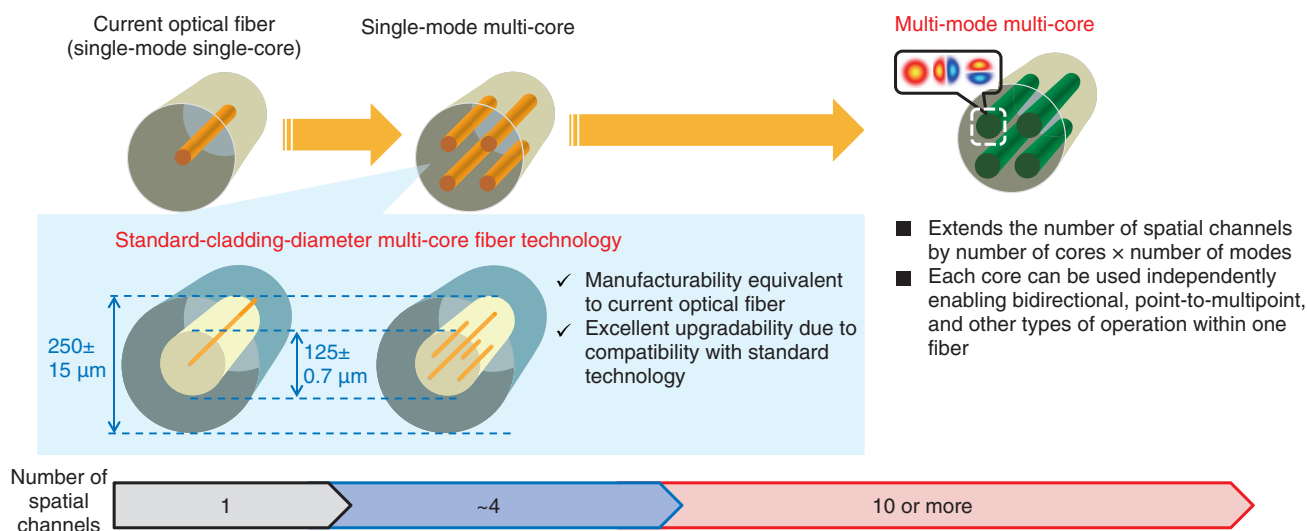 Current optical fiber
(single-mode single-core)
Single-mode multi-core
Multi-mode multi-core
Standard-cladding-diameter multi-core fiber technology
250±
15 µm
125±
0.7 µm
✓ Manufacturability equivalent
to current optical fiber
✓ Excellent upgradability due to
compatibility with standard
technology
■ Extends the number of spatial channels
by number of cores × number of modes
■ Each core can be used independently
enabling bidirectional, point-to-multipoint,
and other types of operation within one
fiber
Number of
spatial
channels
1
~4
10 or more